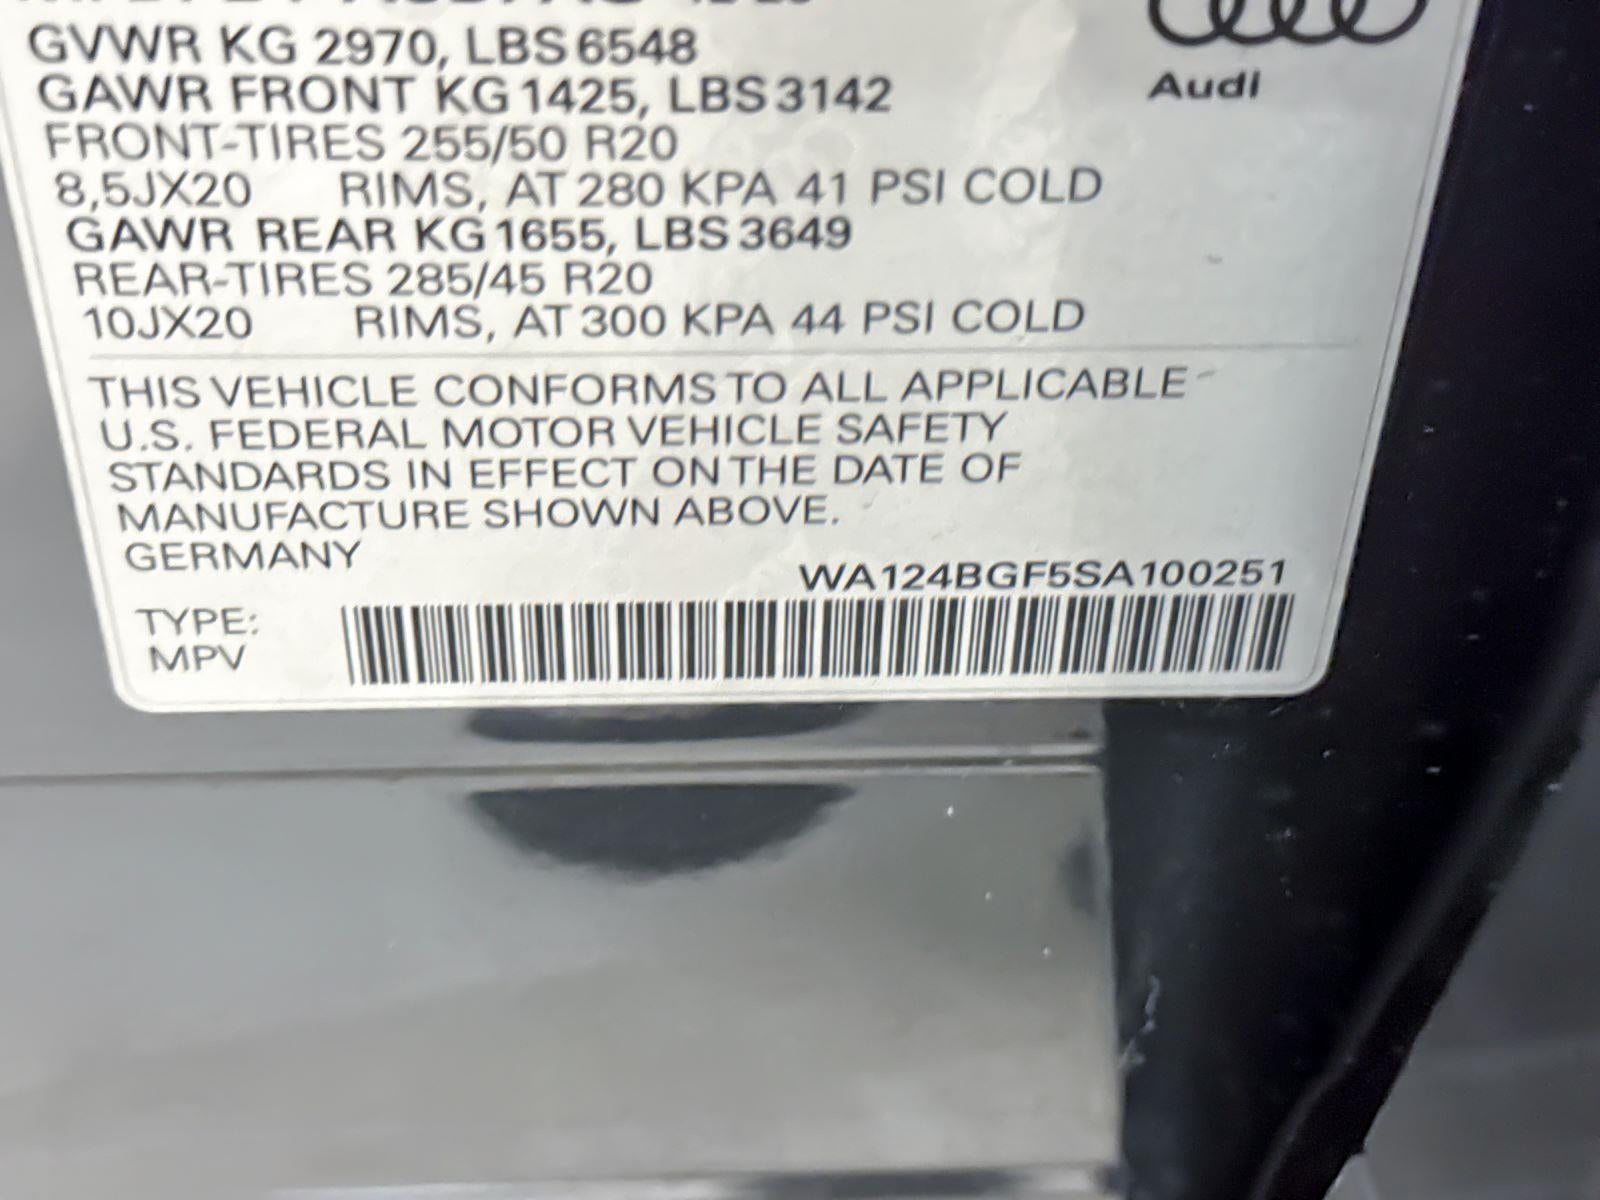 GVWR KG 2970, LBS 6548
GAWR FRONT KG 1425, LBS 3142
FRONT-TIRES 255/50 R20
8,5JX20 RIMS, AT 280 KPA 41 PSI COLD
GAWR REAR KG 1655, LBS 3649
REAR-TIRES 285/45 R20
10JX20 RIMS, AT 300 KPA 44 PSI COLD
Audi
THIS VEHICLE CONFORMS TO ALL APPLICABLE
U.S. FEDERAL MOTOR VEHICLE SAFETY
STANDARDS IN EFFECT ON THE DATE OF
MANUFACTURE SHOWN ABOVE.
GERMANY
WA124BGF5SA100251
TYPE:
MPV